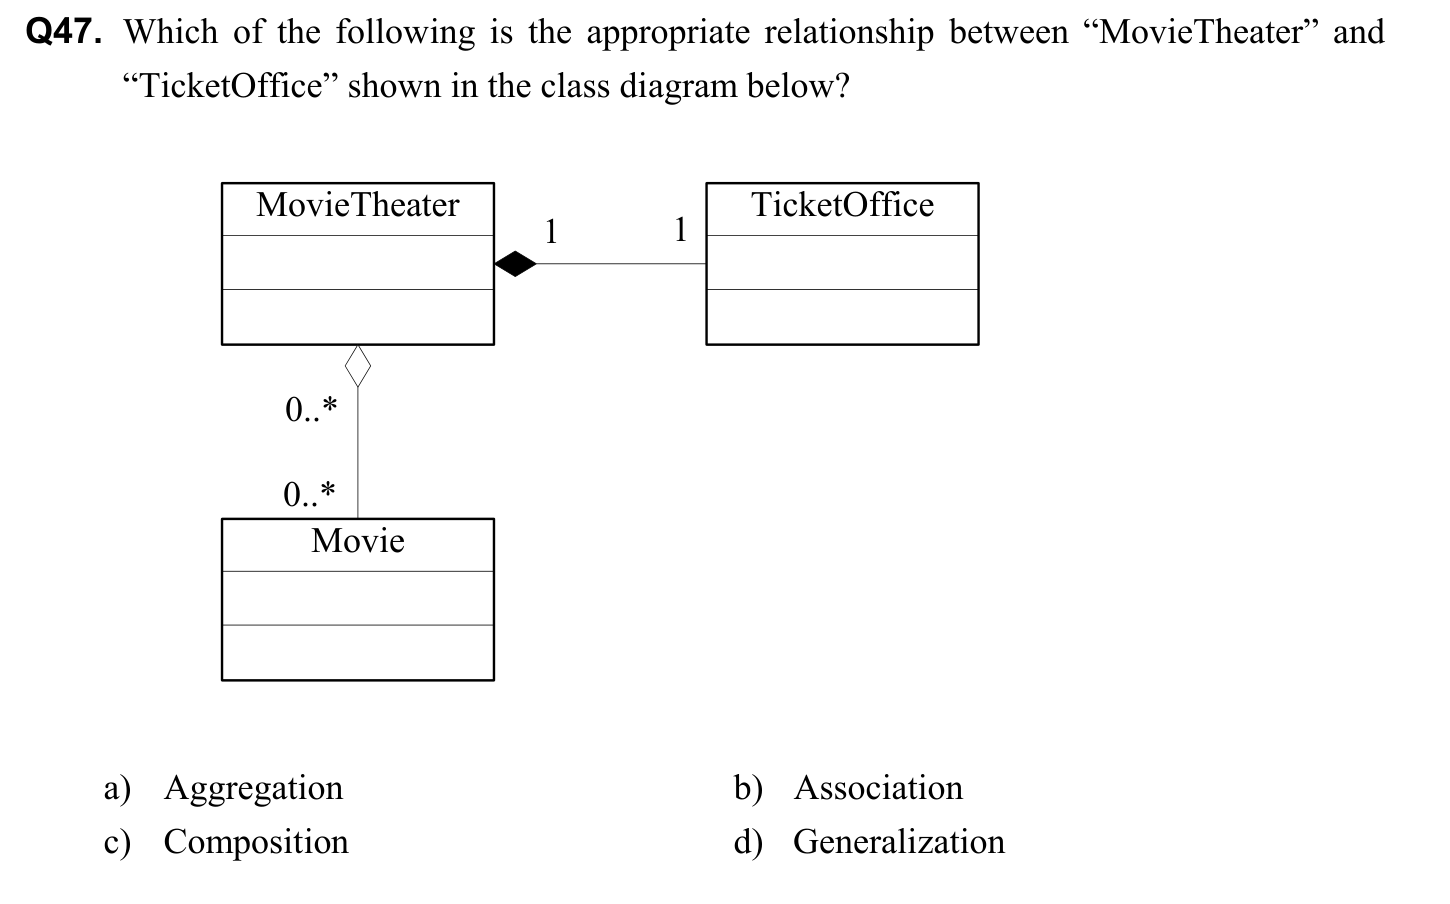 Q47. Which of the following is the appropriate relationship between “MovieTheater” and
“TicketOffice” shown in the class diagram below?
MovieTheater
TicketOffice
1
1
0..*
0..*
Movie
a) Aggregation
b) Association
c) Composition
d) Generalization